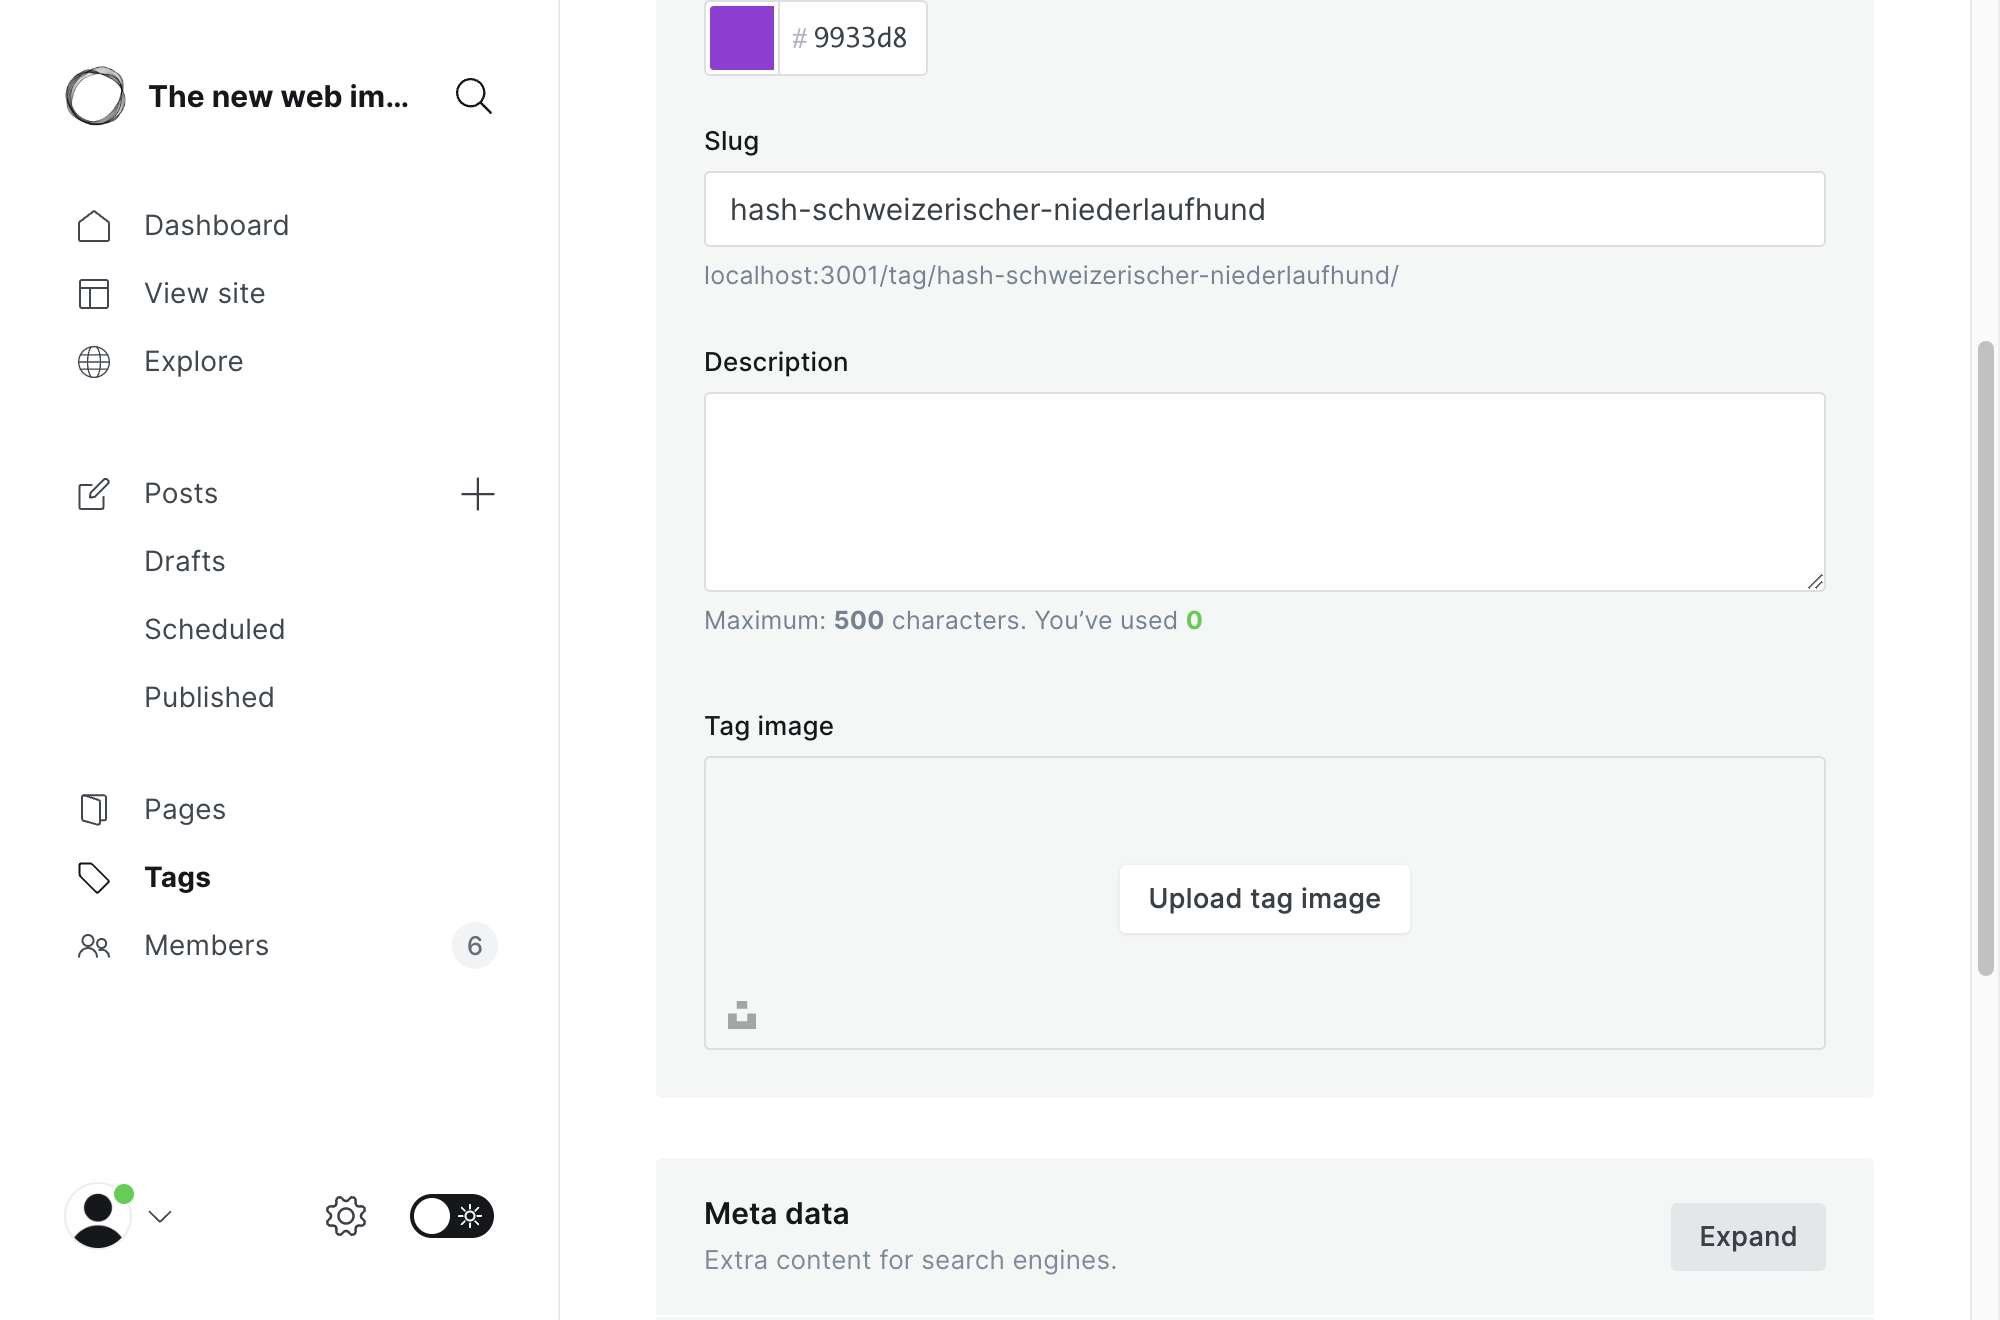 The new web im...
Dashboard
View site
Explore
Posts
Drafts
Scheduled
Published
Pages
Tags
Members
6
# 9933d8
Slug
hash-schweizerischer-niederlaufhund
localhost:3001/tag/hash-schweizerischer-niederlaufhund/
Description
Maximum: 500 characters. You’ve used 0
Tag image
Upload tag image
Meta data
Extra content for search engines.
Expand